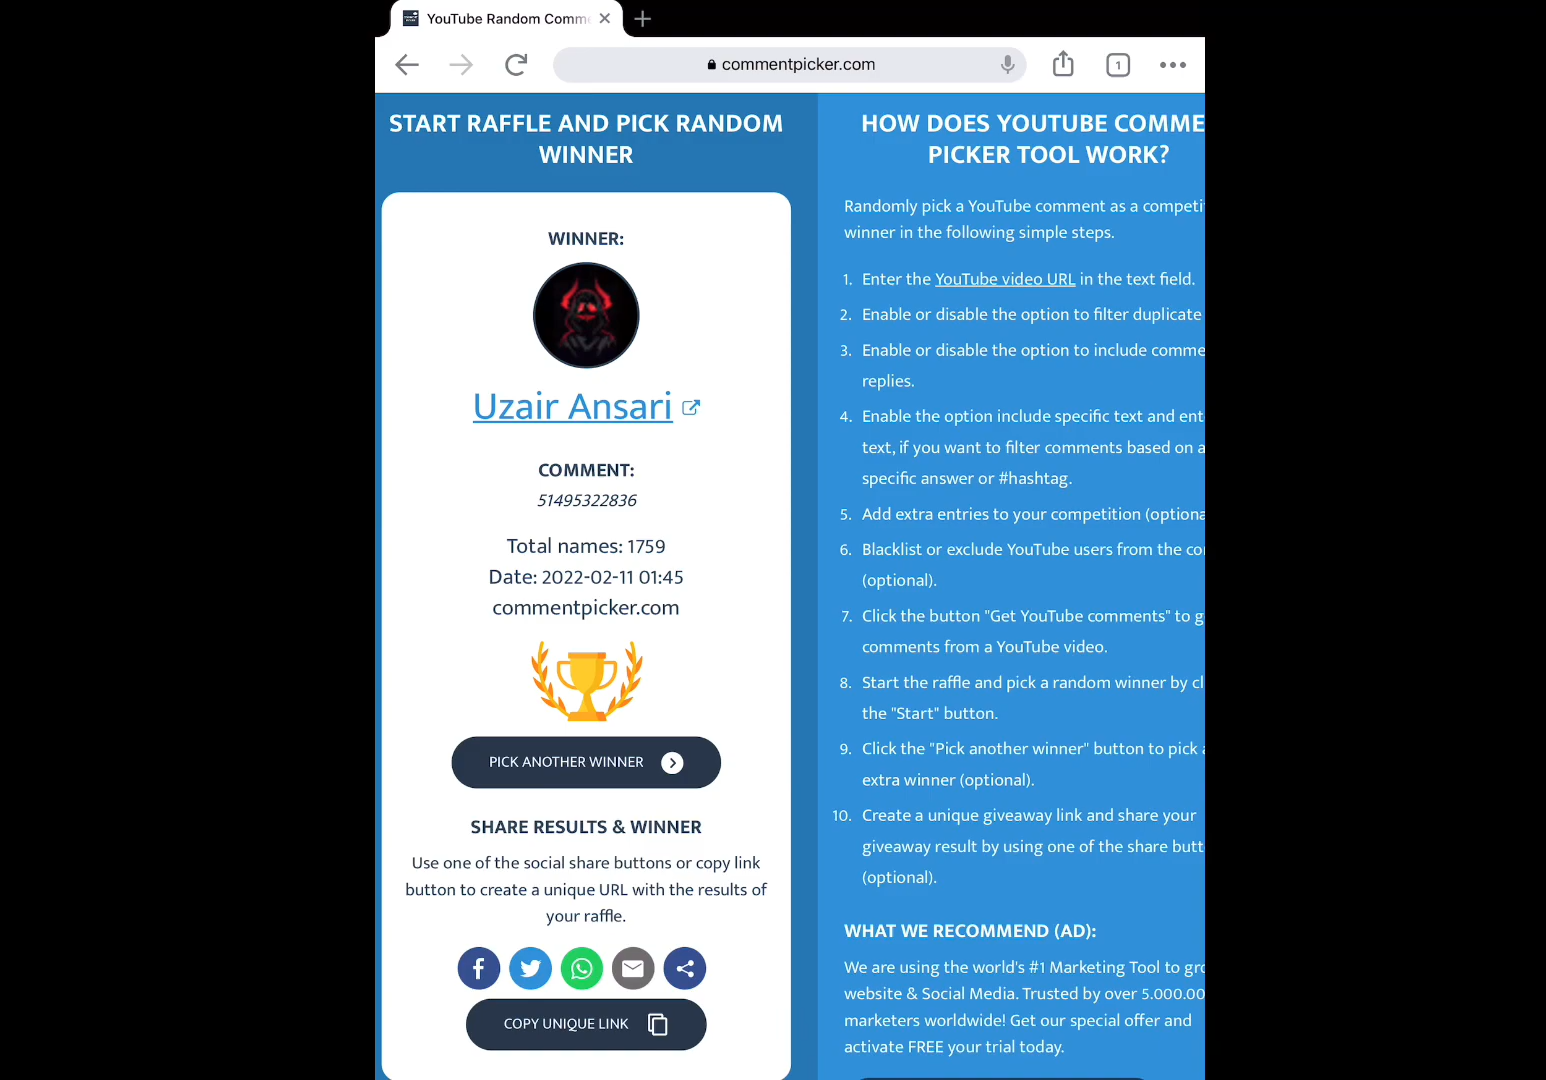 YouTube Random Comm
commentpicker.com
1
START RAFFLE AND PICK RANDOM
WINNER
WINNER:
Uzair Ansari
COMMENT:
51495322836
Total names: 1759
Date: 2022-02-11 01:45
commentpicker.com
PICK ANOTHER WINNER
SHARE RESULTS & WINNER
Use one of the social share buttons or copy link
button to create a unique URL with the results of
your raffle.
COPY UNIQUE LINK
HOW DOES YOUTUBE COMME
PICKER TOOL WORK?
Randomly pick a YouTube comment as a competi
winner in the following simple steps.
1. Enter the YouTube video URL in the text field.
2. Enable or disable the option to filter duplicate
3. Enable or disable the option to include comme
replies.
4. Enable the option include specific text and ent
text, if you want to filter comments based on a
specific answer or #hashtag.
5. Add extra entries to your competition (optiona
6. Blacklist or exclude YouTube users from the co
(optional).
7. Click the button "Get YouTube comments" to g
comments from a YouTube video.
8. Start the raffle and pick a random winner by cl
the "Start" button.
9. Click the "Pick another winner" button to pick a
extra winner (optional).
10. Create a unique giveaway link and share your
giveaway result by using one of the share butt
(optional).
WHAT WE RECOMMEND (AD):
We are using the world's #1 Marketing Tool to gro
website & Social Media. Trusted by over 5.000.00
marketers worldwide! Get our special offer and
activate FREE your trial today.